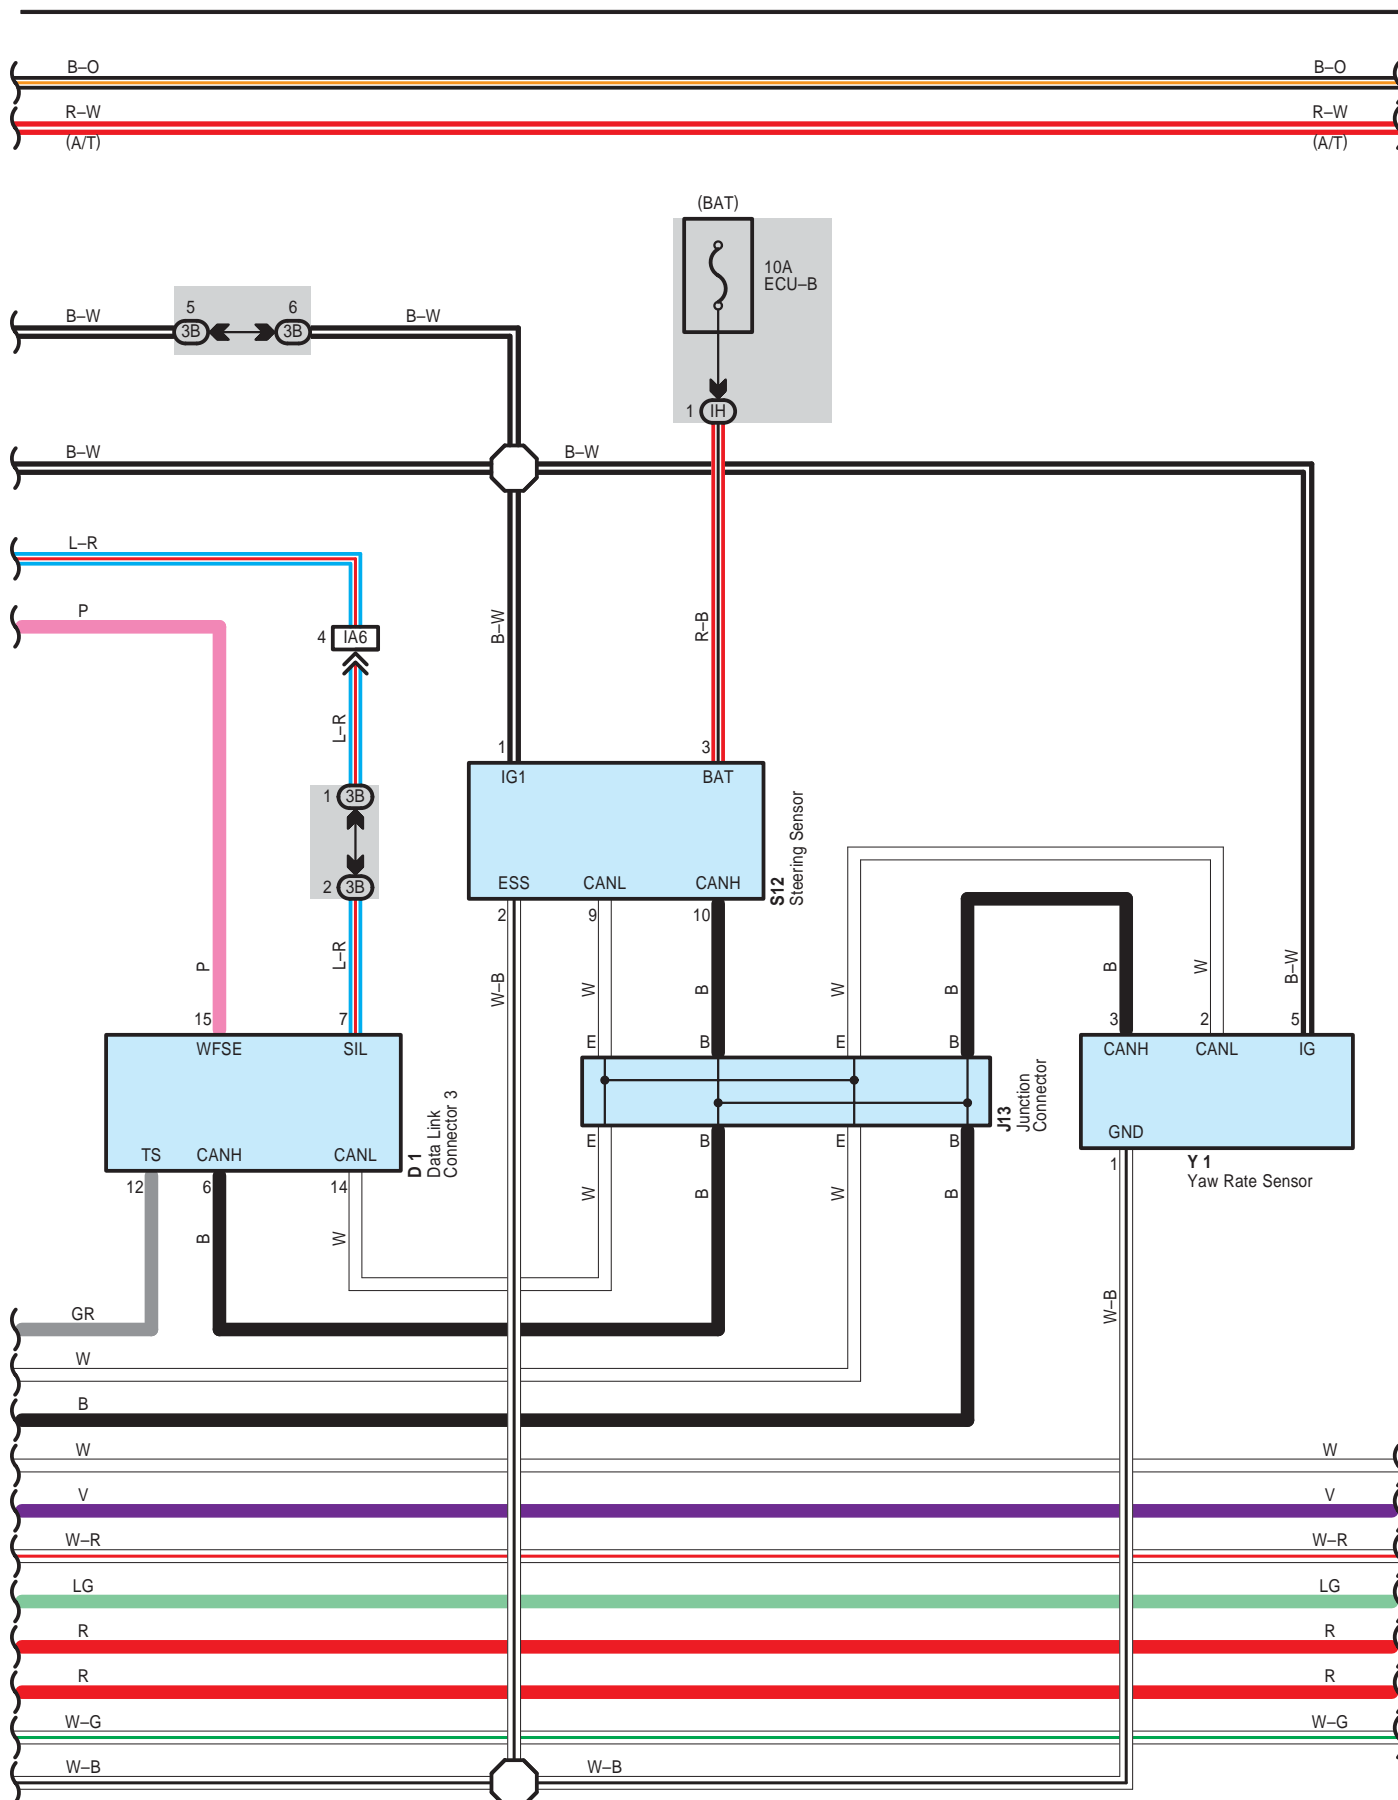 B–O B–O
R–W R–W
(A/T) (A/T)
(BAT)
10A
ECU–B
5 6
B–W 3B 3B B–W
1 IH
B–W B–W
L–R
P
4 IA6
B–W
R–B
L–R
1 3B
2 3B
L–R
1 3
IG1 BAT
ESS CANL CANH
S12
Steering Sensor
2 9 10
W–B
W
B
W
B
B
W
B–W
P
15 7
WFSE SIL
TS CANH CANL
D 1
Data Link
Connector 3
12 6 14
B
W
E B E B
E B E B
J13
Junction
Connector
W
B
W
B
3 2 5
CANH CANL IG
GND
1
Y 1
Yaw Rate Sensor
W–B
GR
W
B
W W
V V
W–R W–R
LG LG
R R
R R
W–G W–G
W–B W–B